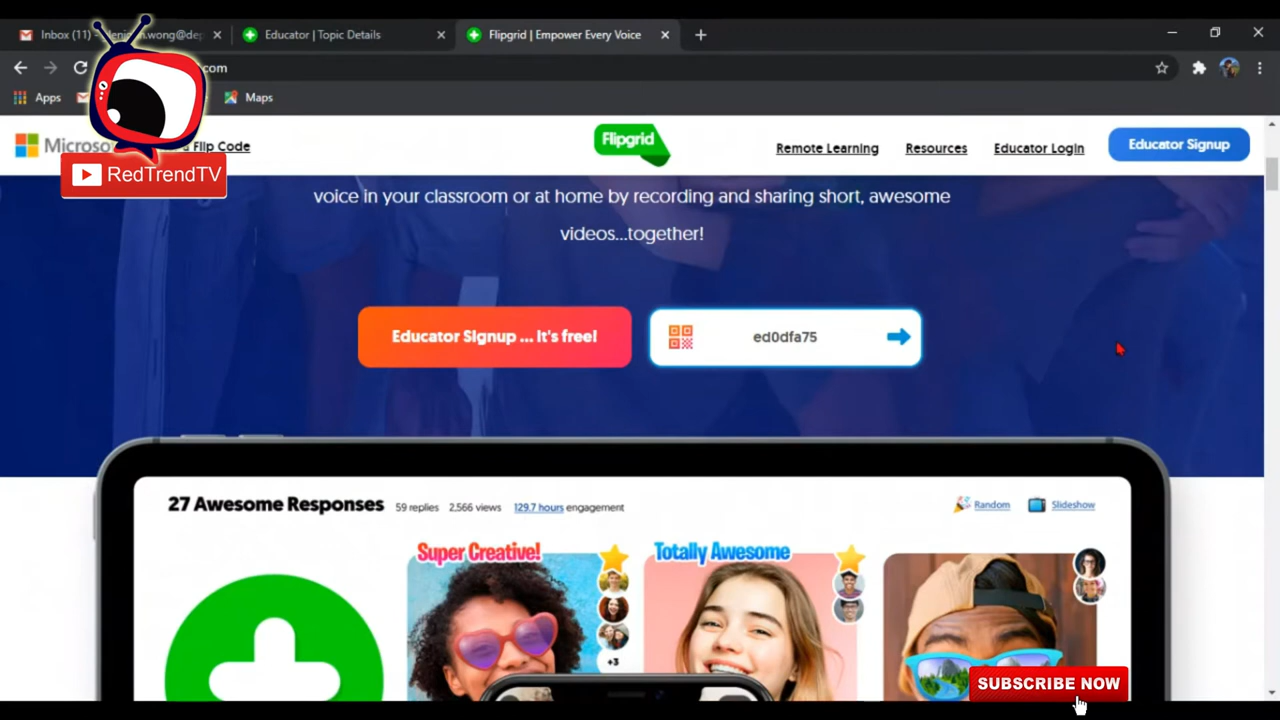 Inbox (11)
Educator | Topic Details
Flipgrid | Empower Every Voice
com
Apps
Maps
RedTrendTV
Flip Code
Flipgrid
Remote Learning
Resources
Educator Login
Educator Signup
voice in your classroom or at home by recording and sharing short, awesome
videos...together!
Educator Signup ... it's free!
ed0dfa75
27 Awesome Responses
59 replies
2,566 views
129.7 hours engagement
Random
Slideshow
Super Creative!
Totally Awesome
+3
SUBSCRIBE NOW